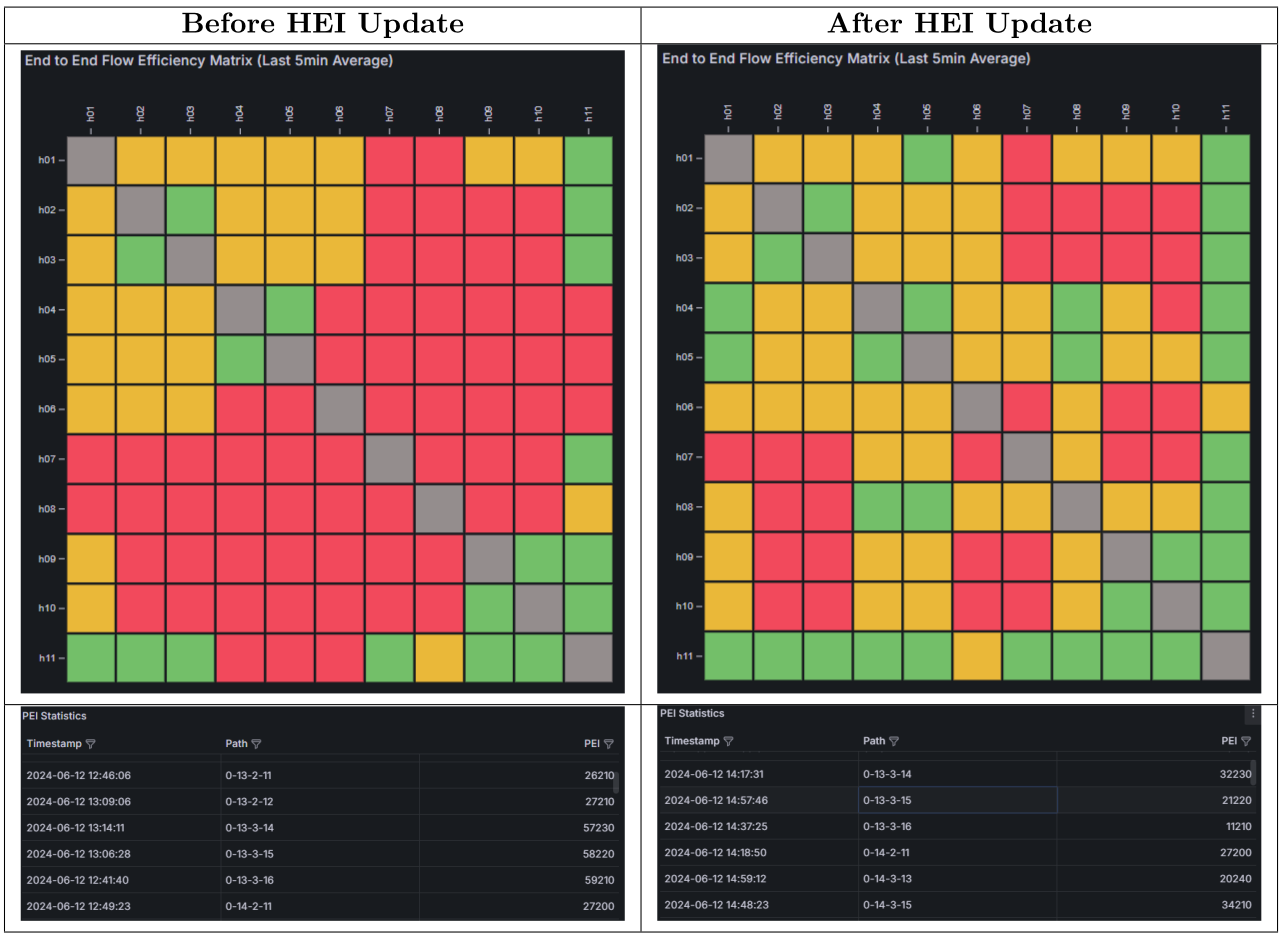 Before HEI Update
After HEI Update
End to End Flow Efficiency Matrix (Last 5min Average)
h01 h02 h03 h04 h05 h06 h07 h08 h09 h10 h11
h01
h02
h03
h04
h05
h06
h07
h08
h09
h10
h11
End to End Flow Efficiency Matrix (Last 5min Average)
h01 h02 h03 h04 h05 h06 h07 h08 h09 h10 h11
h01
h02
h03
h04
h05
h06
h07
h08
h09
h10
h11
PEI Statistics
Timestamp Path PEI
2024-06-12 12:46:06 0-13-2-11 26210
2024-06-12 13:09:06 0-13-2-12 27210
2024-06-12 13:14:11 0-13-3-14 57230
2024-06-12 13:06:28 0-13-3-15 58220
2024-06-12 12:41:40 0-13-3-16 59210
2024-06-12 12:49:23 0-14-2-11 27200
PEI Statistics
Timestamp Path PEI
2024-06-12 14:17:31 0-13-3-14 32230
2024-06-12 14:57:46 0-13-3-15 21220
2024-06-12 14:37:25 0-13-3-16 11210
2024-06-12 14:18:50 0-14-2-11 27200
2024-06-12 14:59:12 0-14-3-13 20240
2024-06-12 14:48:23 0-14-3-15 34210